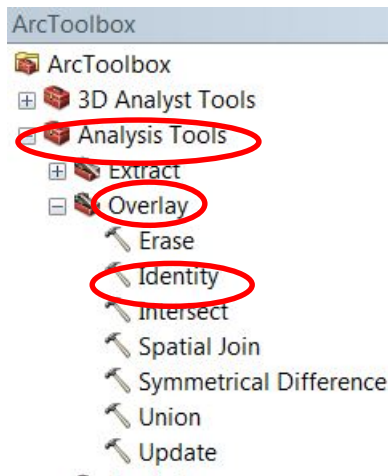 ArcToolbox
ArcToolbox
3D Analyst Tools
Analysis Tools
Extract
Overlay
Erase
Identity
Intersect
Spatial Join
Symmetrical Difference
Union
Update